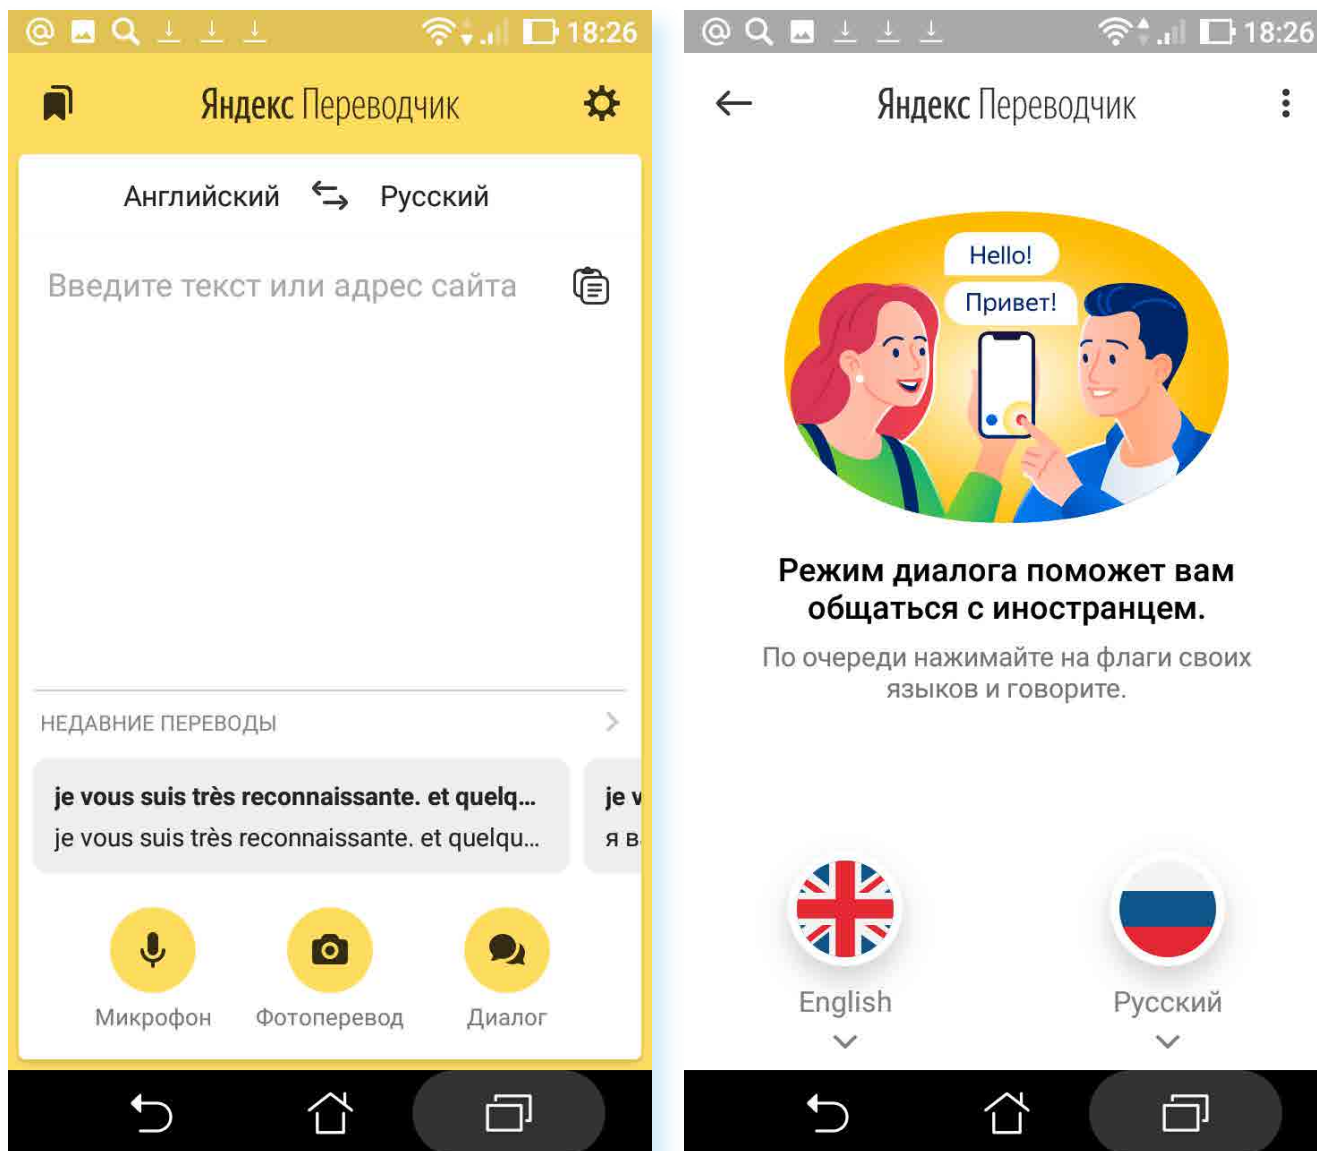 18:26
Яндекс Переводчик
Английский Русский
Введите текст или адрес сайта
НЕДАВНИЕ ПЕРЕВОДЫ
je vous suis très reconnaissante. et quelq...
je vous suis très reconnaissante. et quelqu...
je v
я в
Микрофон Фотоперевод Диалог
18:26
Яндекс Переводчик
Hello!
Привет!
Режим диалога поможет вам
общаться с иностранцем.
По очереди нажимайте на флаги своих
языков и говорите.
English Русский